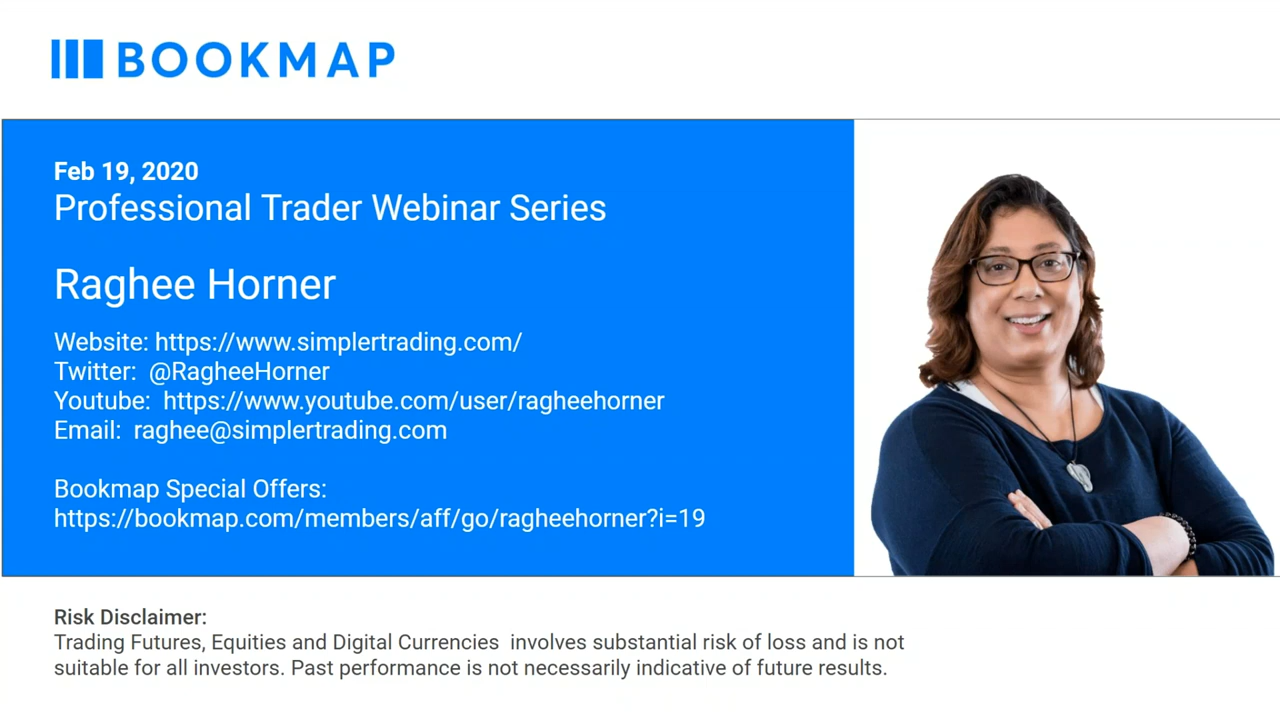 BOOKMAP
Feb 19, 2020
Professional Trader Webinar Series
Raghee Horner
Website: https://www.simplertrading.com/
Twitter: @RagheeHorner
Youtube: https://www.youtube.com/user/ragheehorner
Email: raghee@simplertrading.com
Bookmap Special Offers:
https://bookmap.com/members/aff/go/ragheehorner?i=19
Risk Disclaimer:
Trading Futures, Equities and Digital Currencies involves substantial risk of loss and is not
suitable for all investors. Past performance is not necessarily indicative of future results.